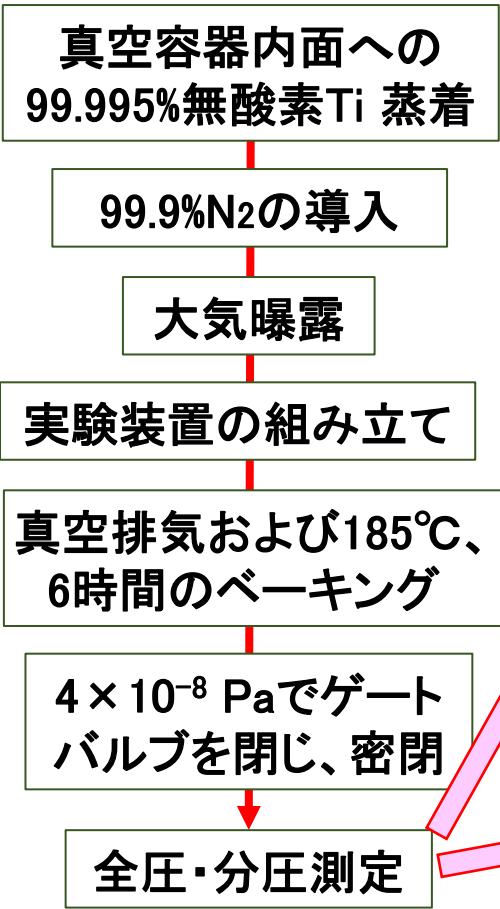 真空容器内面への
99.995%無酸素Ti 蒸着
99.9%N₂の導入
大気曝露
実験装置の組み立て
真空排気および185℃、
6時間のベーキング
4×10⁻⁸ Paでゲート
バルブを閉じ、密閉
全圧・分圧測定